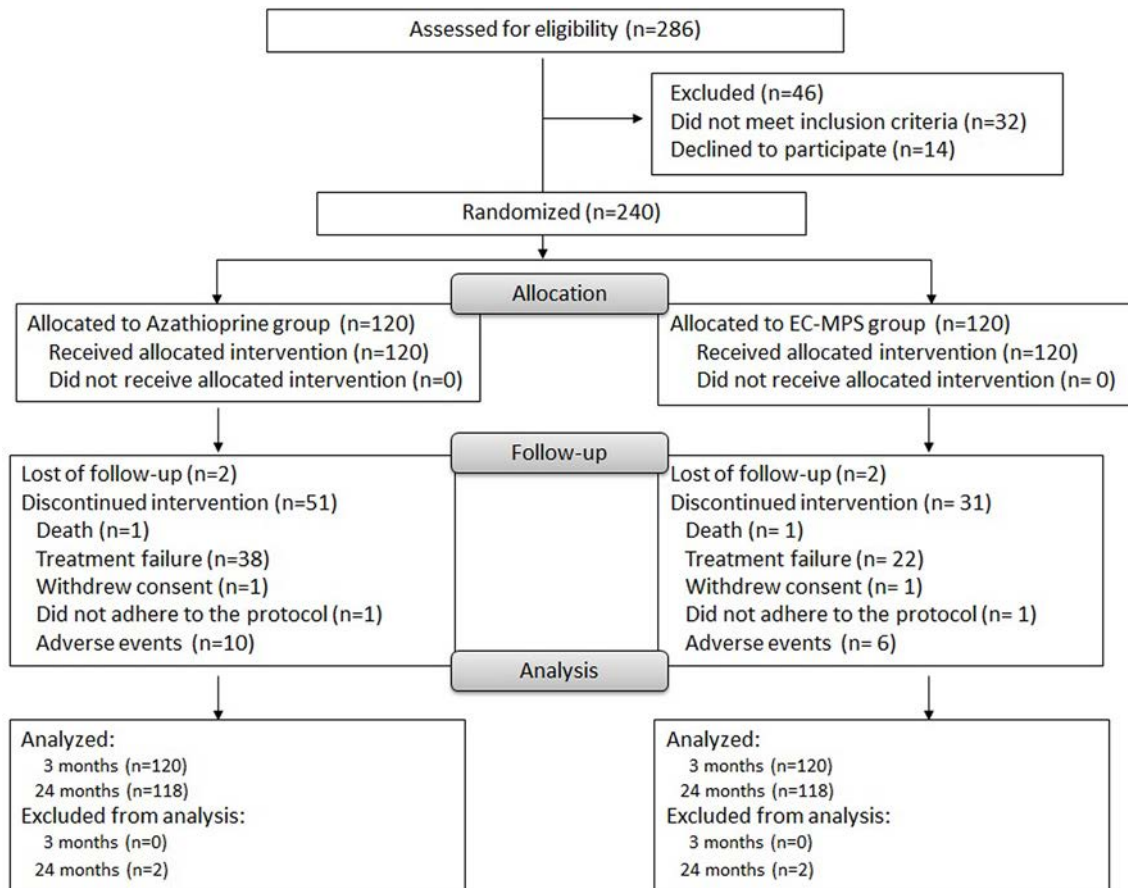 Assessed for eligibility (n=286)
Excluded (n=46)
Did not meet inclusion criteria (n=32)
Declined to participate (n=14)
Randomized (n=240)
Allocation
Allocated to Azathioprine group (n=120)
Received allocated intervention (n=120)
Did not receive allocated intervention (n=0)
Allocated to EC-MPS group (n=120)
Received allocated intervention (n=120)
Did not receive allocated intervention (n= 0)
Follow-up
Lost of follow-up (n=2)
Discontinued intervention (n=51)
Death (n=1)
Treatment failure (n=38)
Withdrew consent (n=1)
Did not adhere to the protocol (n=1)
Adverse events (n=10)
Lost of follow-up (n=2)
Discontinued intervention (n= 31)
Death (n= 1)
Treatment failure (n= 22)
Withdrew consent (n= 1)
Did not adhere to the protocol (n= 1)
Adverse events (n= 6)
Analysis
Analyzed:
3 months (n=120)
24 months (n=118)
Excluded from analysis:
3 months (n=0)
24 months (n=2)
Analyzed:
3 months (n=120)
24 months (n=118)
Excluded from analysis:
3 months (n=0)
24 months (n=2)